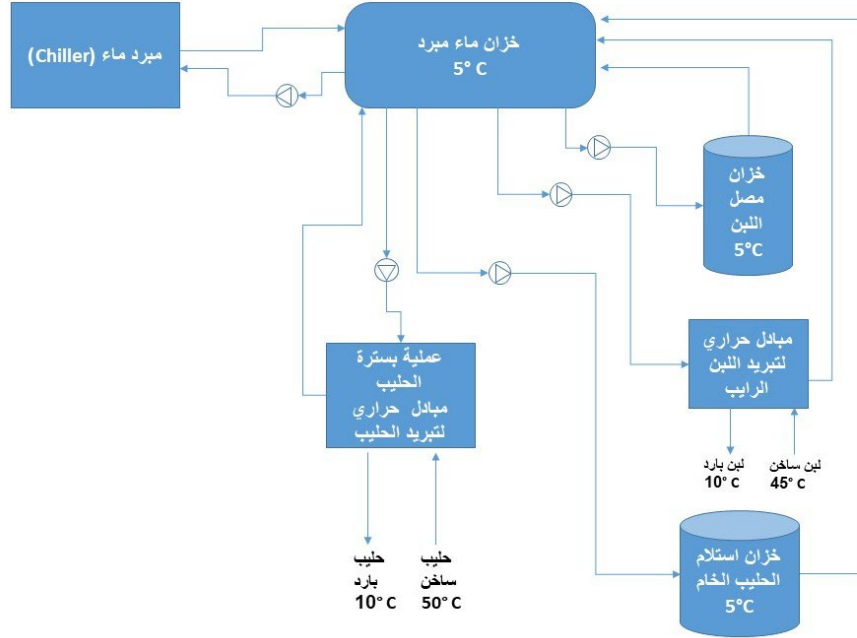 مبرد ماء (Chiller)
خزان ماء مبرد
5° C
خزان
مصل
اللبن
5°C
عملية بسترة
الحليب
مبادل حراري
لتبريد الحليب
مبادل حراري
لتبريد اللبن
الرايب
لبن بارد
10° C
لبن ساخن
45° C
حليب
بارد
10° C
حليب
ساخن
50° C
خزان استلام
الحليب الخام
5°C